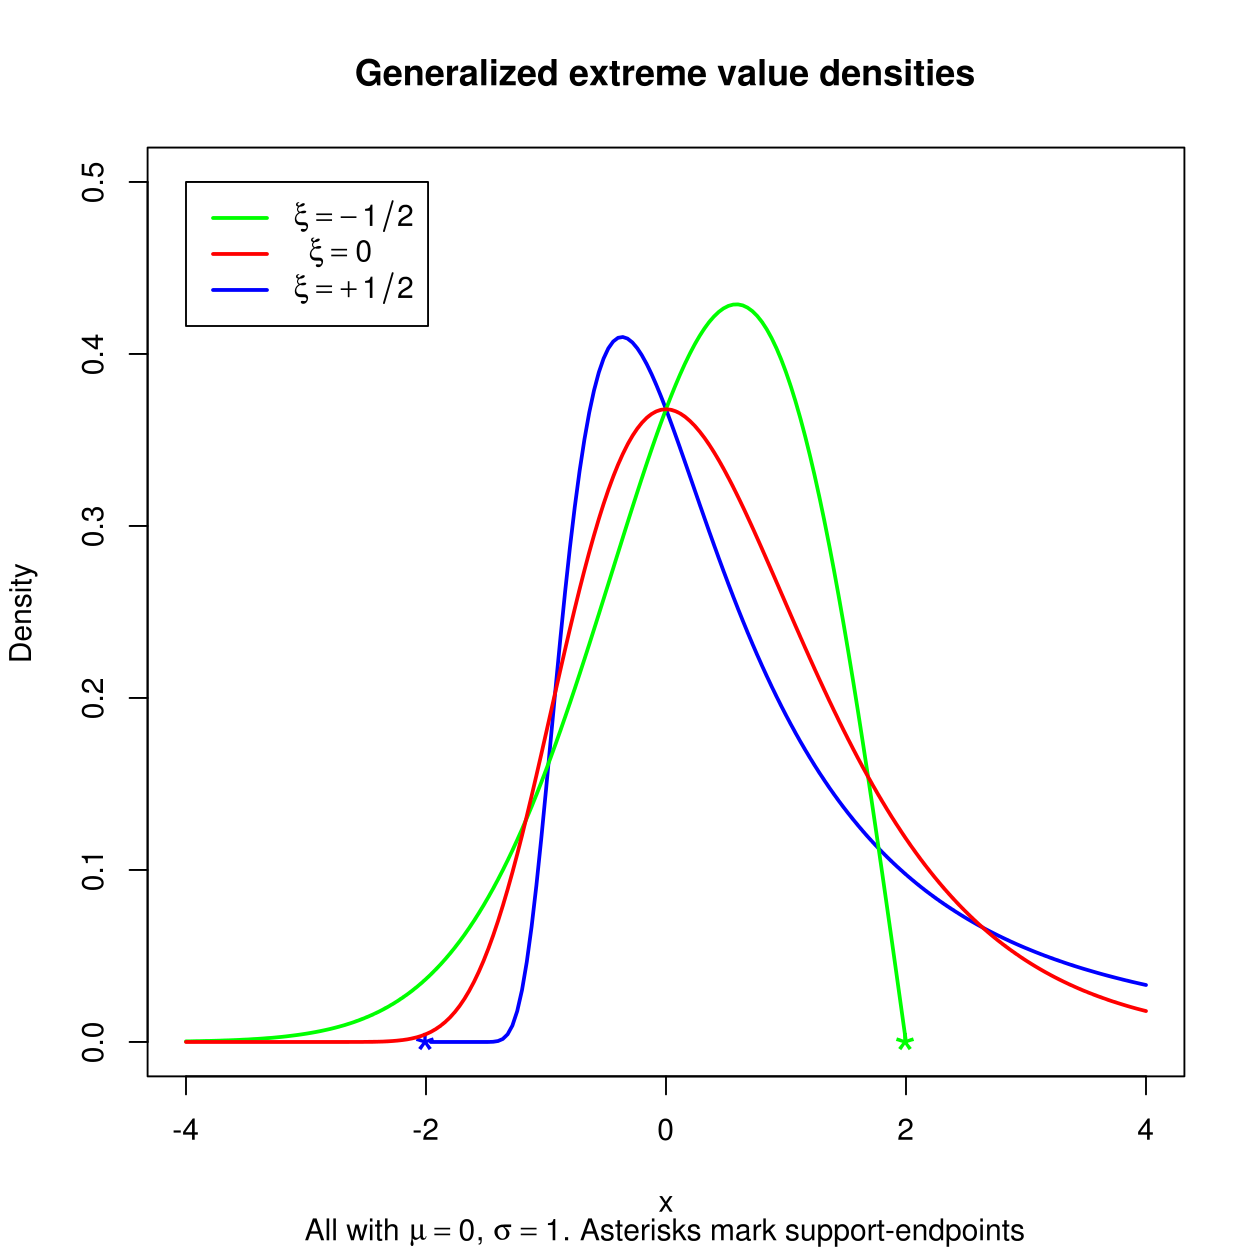 Generalized extreme value densities
ξ = − 1/2
ξ = 0
ξ = + 1/2
0.5
0.4
0.3
0.2
0.1
0.0
Density
-4 -2 0 2 4
x
All with μ = 0, σ = 1. Asterisks mark support-endpoints